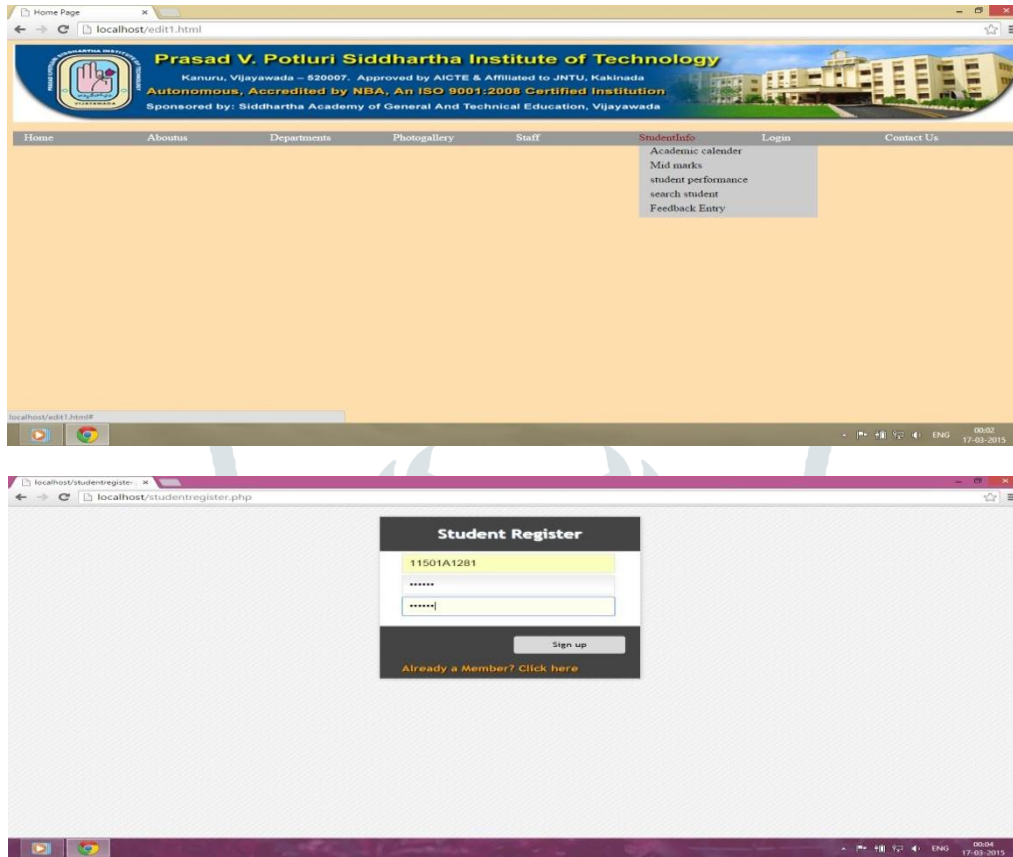 Home Page
localhost/edit1.html
Prasad V. Potluri Siddhartha Institute of Technology
Kanuru, Vijayawada – 520007. Approved by AICTE & Affiliated to JNTU, Kakinada
Autonomous, Accredited by NBA, An ISO 9001:2008 Certified Institution
Sponsored by: Siddhartha Academy of General And Technical Education, Vijayawada
VIJAYAWADA
Home Aboutus Departments Photogallery Staff StudentInfo Login Contact Us
Academic calender
Mid marks
student performance
search student
Feedback Entry
localhost/edit1.html#
ENG 00:02
17-03-2015
localhost/studentregister
localhost/studentregister.php
Student Register
11501A1281
Sign up
Already a Member? Click here
ENG 00:04
17-03-2015